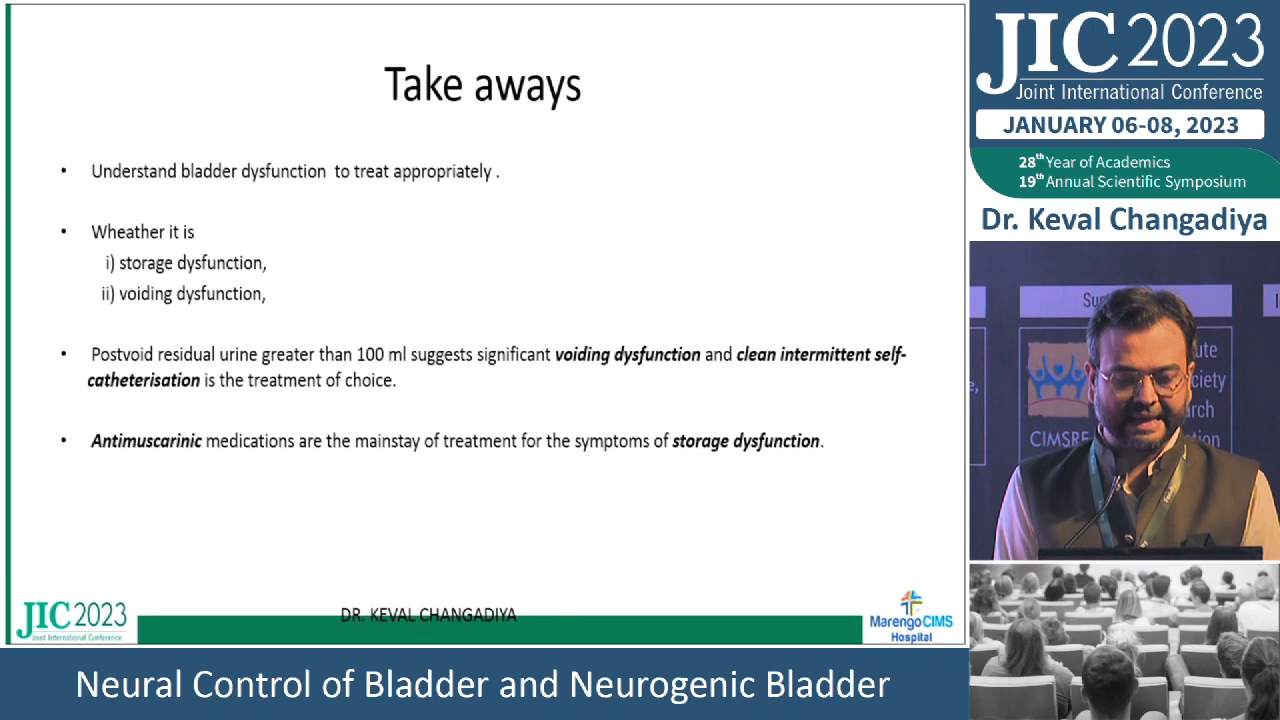 Take aways
• Understand bladder dysfunction to treat appropriately .
• Wheather it is
i) storage dysfunction,
ii) voiding dysfunction,
• Postvoid residual urine greater than 100 ml suggests significant voiding dysfunction and clean intermittent self-
catheterisation is the treatment of choice.
• Antimuscarinic medications are the mainstay of treatment for the symptoms of storage dysfunction.
JIC 2023
Joint International Conference
DR. KEVAL CHANGADIYA
MarengoCIMS
Hospital
Neural Control of Bladder and Neurogenic Bladder
JIC 2023
Joint International Conference
JANUARY 06-08, 2023
28th Year of Academics
19th Annual Scientific Symposium
Dr. Keval Changadiya